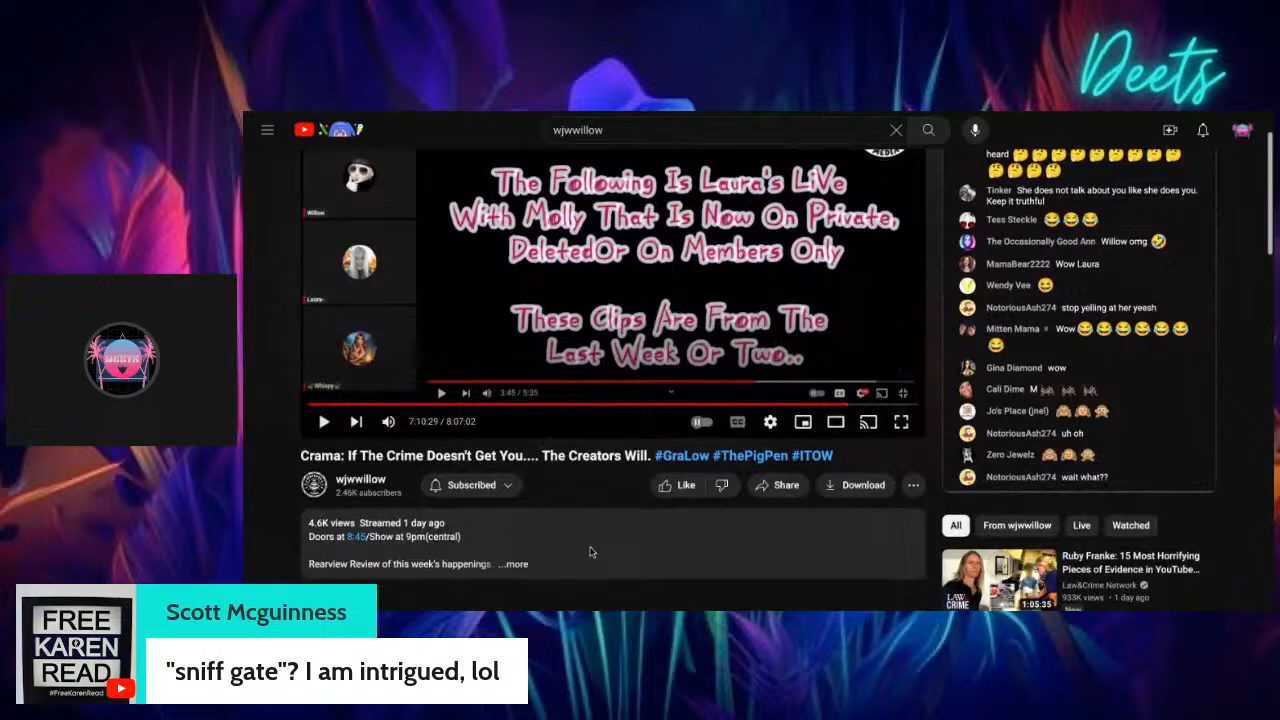 Deets
wjwwillow
The Following Is Laura's LiVe
With Molly That Is Now On Private,
DeletedOr On Members Only
These Clips Are From The
Last Week Or Two..
Willow
Laura-
Whispy
3:45 / 5:35
7:10:29 / 8:07:02
heard
Tinker She does not talk about you like she does you.
Keep it truthful
Tess Steckle
The Occasionally Good Ann Willow omg
MamaBear2222 Wow Laura
Wendy Vee
NotoriousAsh274 stop yelling at her yeesh
Mitten Mama Wow
Gina Diamond wow
Cali Dime M
Jo's Place (jnel)
NotoriousAsh274 uh oh
Zero Jewelz
NotoriousAsh274 wait what??
DEETS
Crama: If The Crime Doesn't Get You.... The Creators Will. #GraLow #ThePigPen #ITOW
wjwwillow
2.46K subscribers
Subscribed
Like
Share
Download
4.6K views Streamed 1 day ago
Doors at 8:45/Show at 9pm(central)
Rearview Review of this week's happenings. ...more
All
From wjwwillow
Live
Watched
Ruby Franke: 15 Most Horrifying
Pieces of Evidence in YouTube...
Law&Crime Network
933K views • 1 day ago
New
LAW
CRIME
1:05:35
FREE
KAREN
READ
#FreeKarenRead
Scott Mcguinness
"sniff gate"? I am intrigued, lol